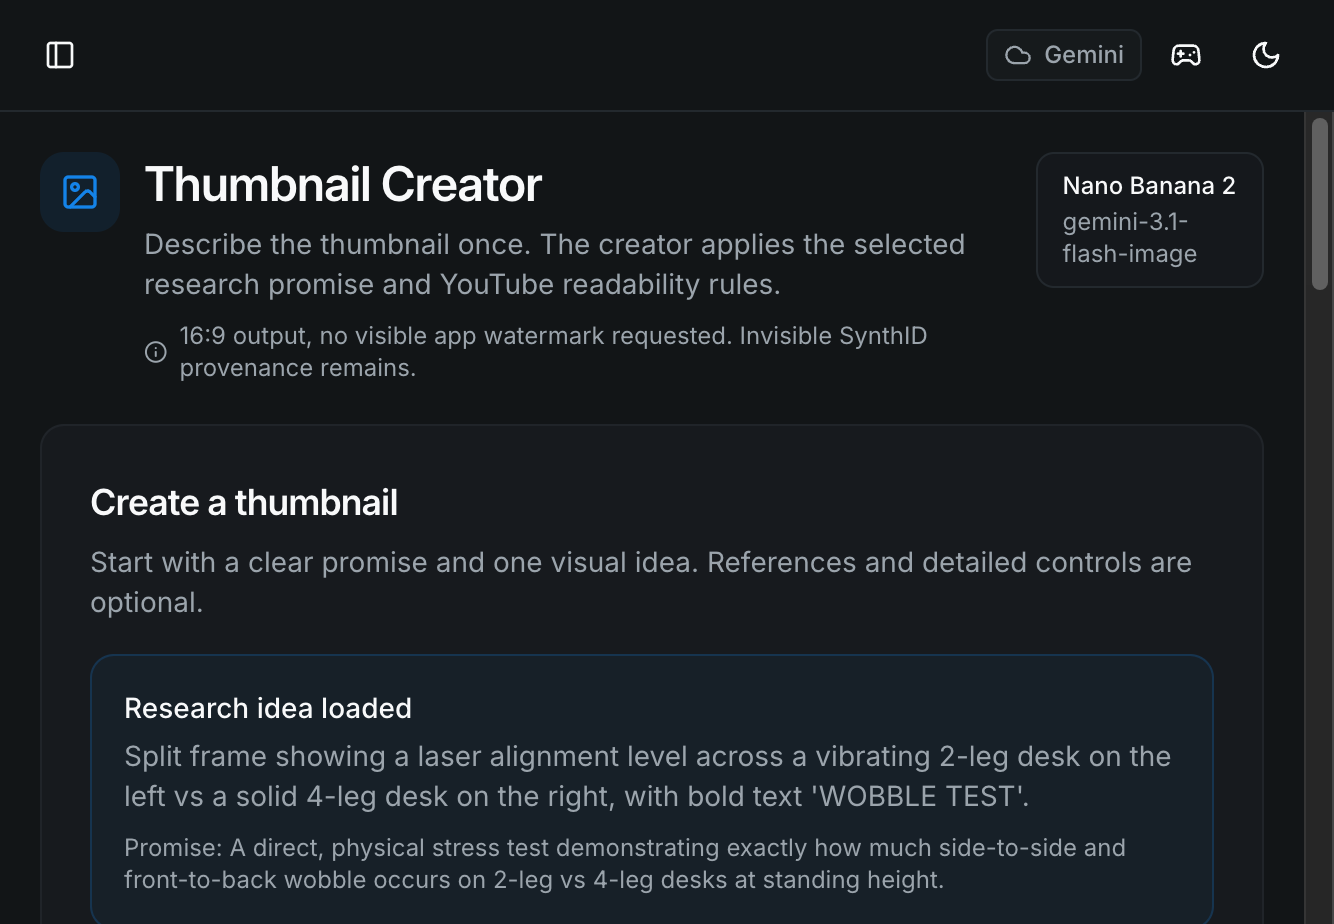 Gemini
Thumbnail Creator
Describe the thumbnail once. The creator applies the selected
research promise and YouTube readability rules.
16:9 output, no visible app watermark requested. Invisible SynthID
provenance remains.
Nano Banana 2
gemini-3.1-
flash-image
Create a thumbnail
Start with a clear promise and one visual idea. References and detailed controls are
optional.
Research idea loaded
Split frame showing a laser alignment level across a vibrating 2-leg desk on the
left vs a solid 4-leg desk on the right, with bold text 'WOBBLE TEST'.
Promise: A direct, physical stress test demonstrating exactly how much side-to-side and
front-to-back wobble occurs on 2-leg vs 4-leg desks at standing height.